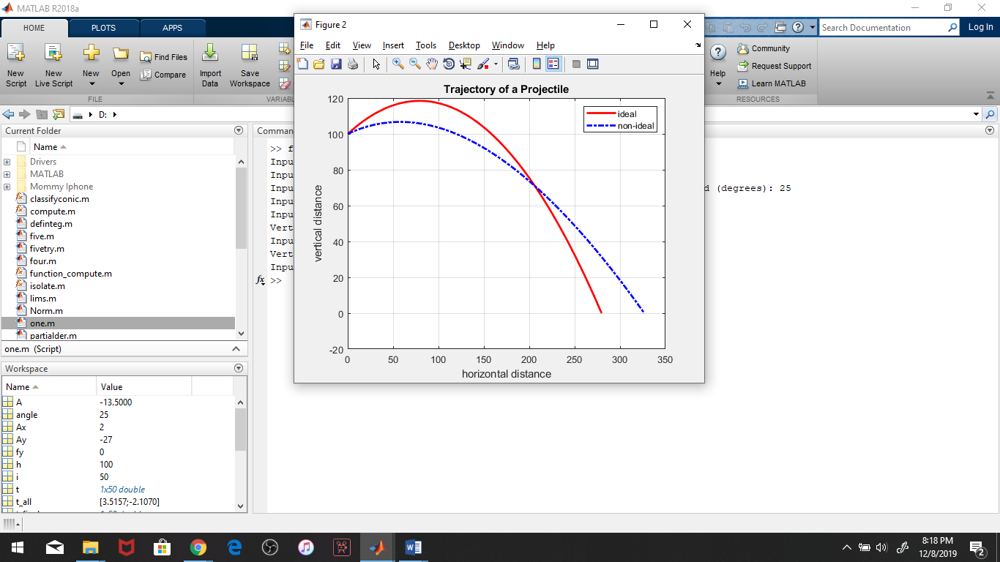 MATLAB R2018a
HOME
PLOTS
APPS
Search Documentation
Log In
New
Script
New
Live Script
New
Open
Find Files
Compare
Import
Data
Save
Workspace
Help
Community
Request Support
Learn MATLAB
FILE
VARIABL
RESOURCES
D:
Current Folder
Name
Drivers
MATLAB
Mommy Iphone
classifyconic.m
compute.m
definteg.m
five.m
fivetry.m
four.m
function_compute.m
isolate.m
lims.m
Norm.m
one.m
partialder.m
one.m (Script)
Workspace
Name Value
A -13.5000
angle 25
Ax 2
Ay -27
fy 0
h 100
i 50
t 1x50 double
t_all [3.5157;-2.1070]
Comman
>> f
Inpu
Inpu
Inpu d (degrees): 25
Inpu
Inpu
Vert
Inpu
Vert
Inpu
fx >>
Figure 2
File Edit View Insert Tools Desktop Window Help
Trajectory of a Projectile
ideal
non-ideal
vertical distance
120
100
80
60
40
20
0
-20
0 50 100 150 200 250 300 350
horizontal distance
8:18 PM
12/8/2019
2